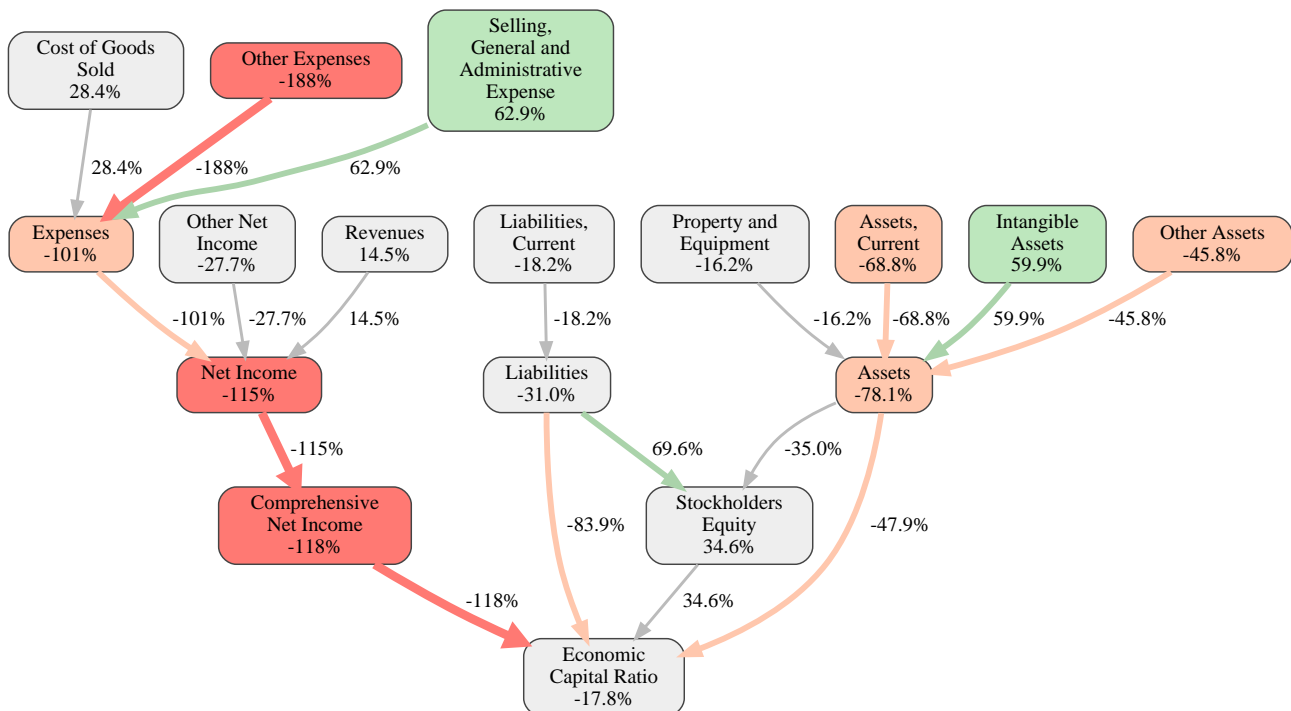 Cost of Goods
Sold
28.4%
Other Expenses
-188%
Selling,
General and
Administrative
Expense
62.9%
28.4%
-188%
62.9%
Expenses
-101%
Other Net
Income
-27.7%
Revenues
14.5%
Liabilities,
Current
-18.2%
Property and
Equipment
-16.2%
Assets,
Current
-68.8%
Intangible
Assets
59.9%
Other Assets
-45.8%
-101%
-27.7%
14.5%
-18.2%
-16.2%
-68.8%
59.9%
-45.8%
Net Income
-115%
Liabilities
-31.0%
Assets
-78.1%
-115%
69.6%
-35.0%
Comprehensive
Net Income
-118%
-83.9%
Stockholders
Equity
34.6%
-47.9%
-118%
34.6%
Economic
Capital Ratio
-17.8%